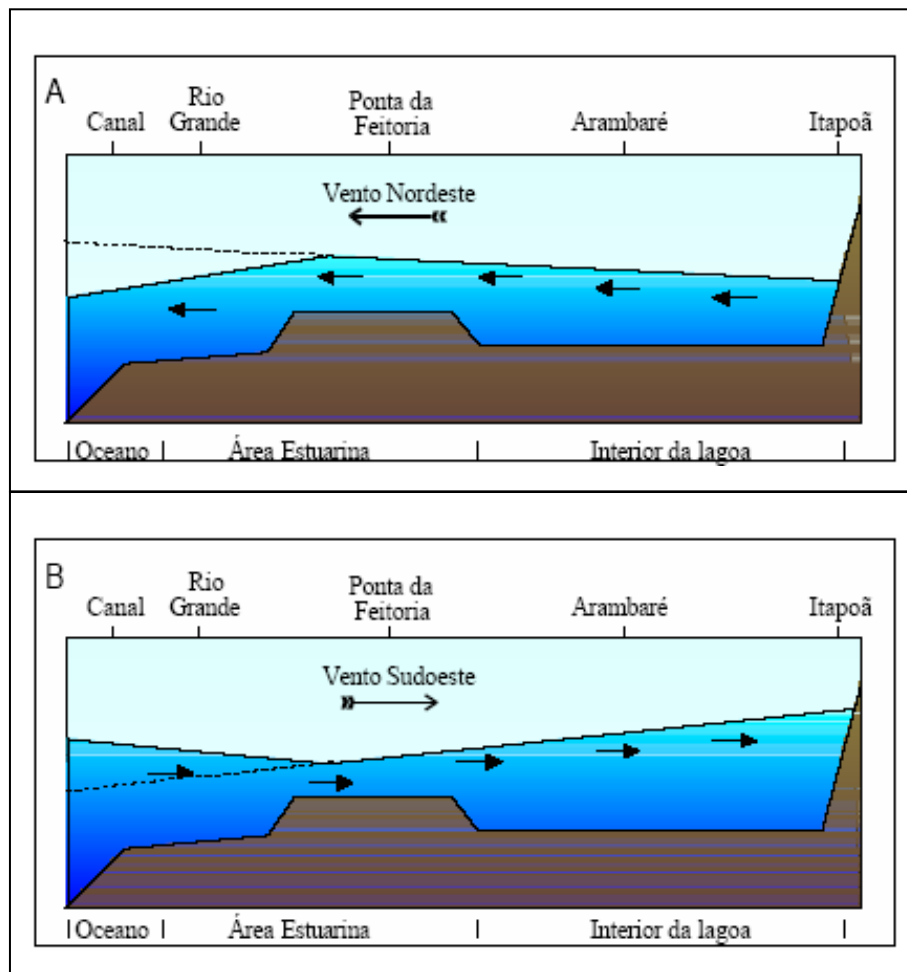 A
Rio
Ponta da
Canal Grande Feitoria Arambaré Itapoã
Vento Nordeste
Oceano Área Estuarina Interior da lagoa
B
Rio
Ponta da
Canal Grande Feitoria Arambaré Itapoã
Vento Sudoeste
Oceano Área Estuarina Interior da lagoa